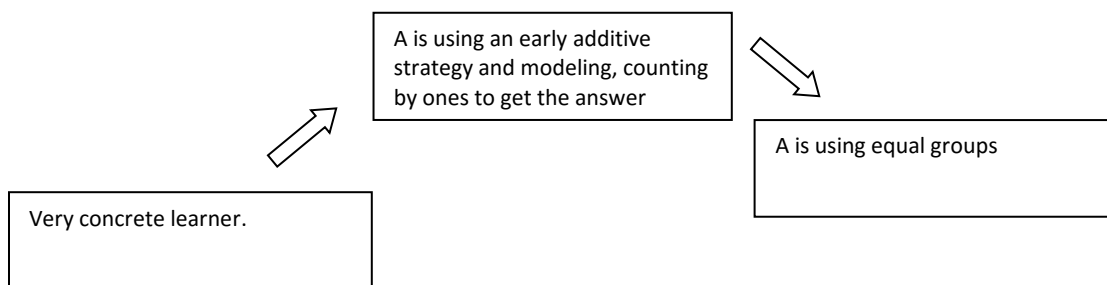 Very concrete learner.
A is using an early additive
strategy and modeling, counting
by ones to get the answer
A is using equal groups